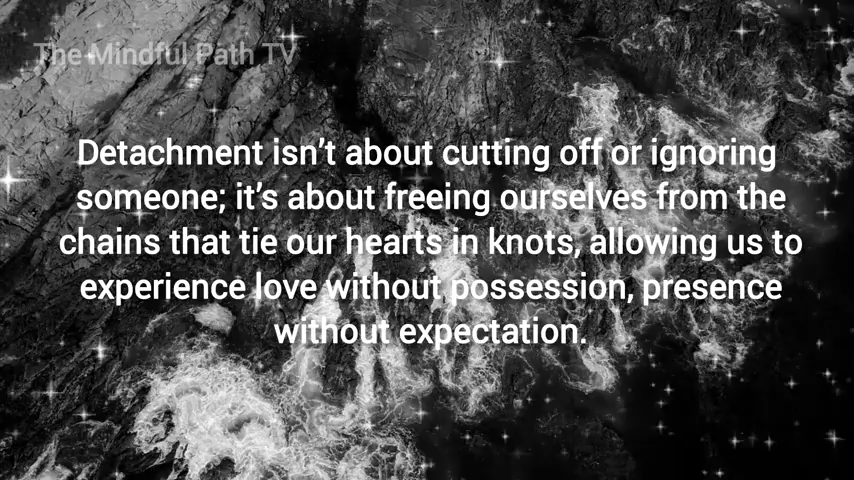 The Mindful Path TV
Detachment isn’t about cutting off or ignoring
someone; it’s about freeing ourselves from the
chains that tie our hearts in knots, allowing us to
experience love without possession, presence
without expectation.